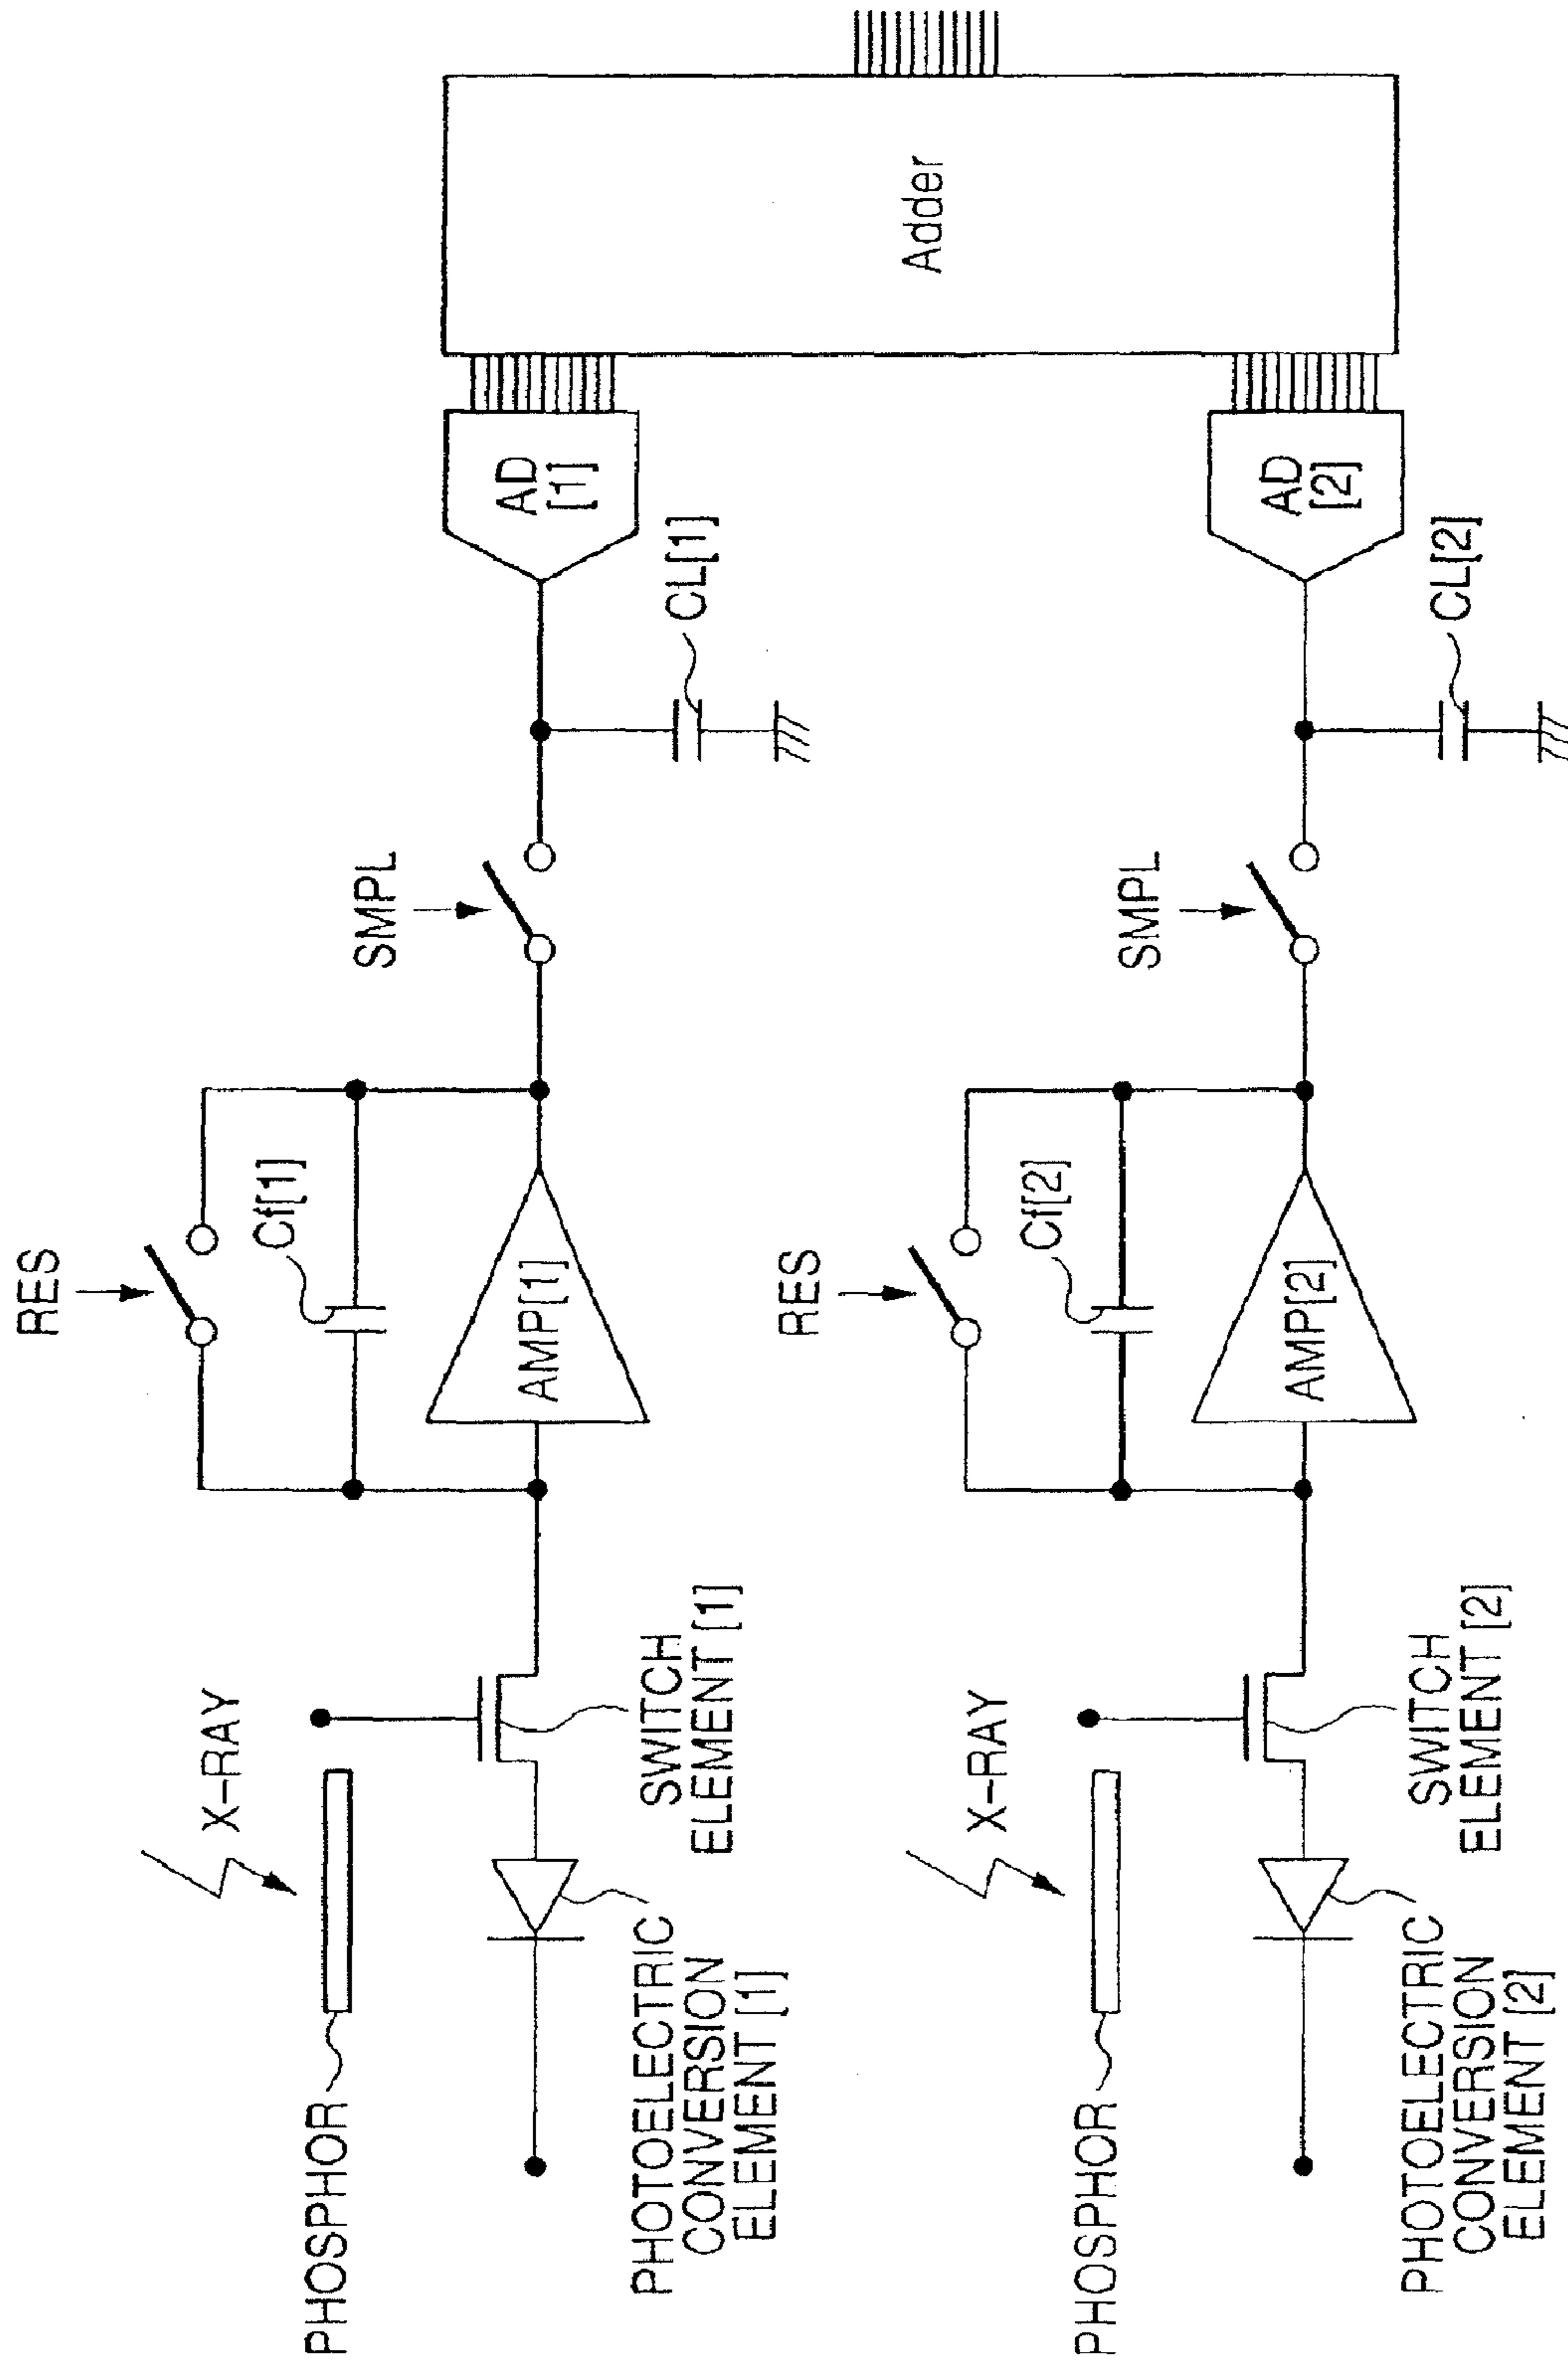 RES
X-RAY
Cf[1]
SMPL
PHOSPHOR
AMP[1]
AD
[1]
PHOTOELECTRIC
CONVERSION
ELEMENT [1]
SWITCH
ELEMENT [1]
CL[1]
Adder
RES
X-RAY
Cf[2]
SMPL
PHOSPHOR
AMP[2]
AD
[2]
PHOTOELECTRIC
CONVERSION
ELEMENT [2]
SWITCH
ELEMENT [2]
CL[2]